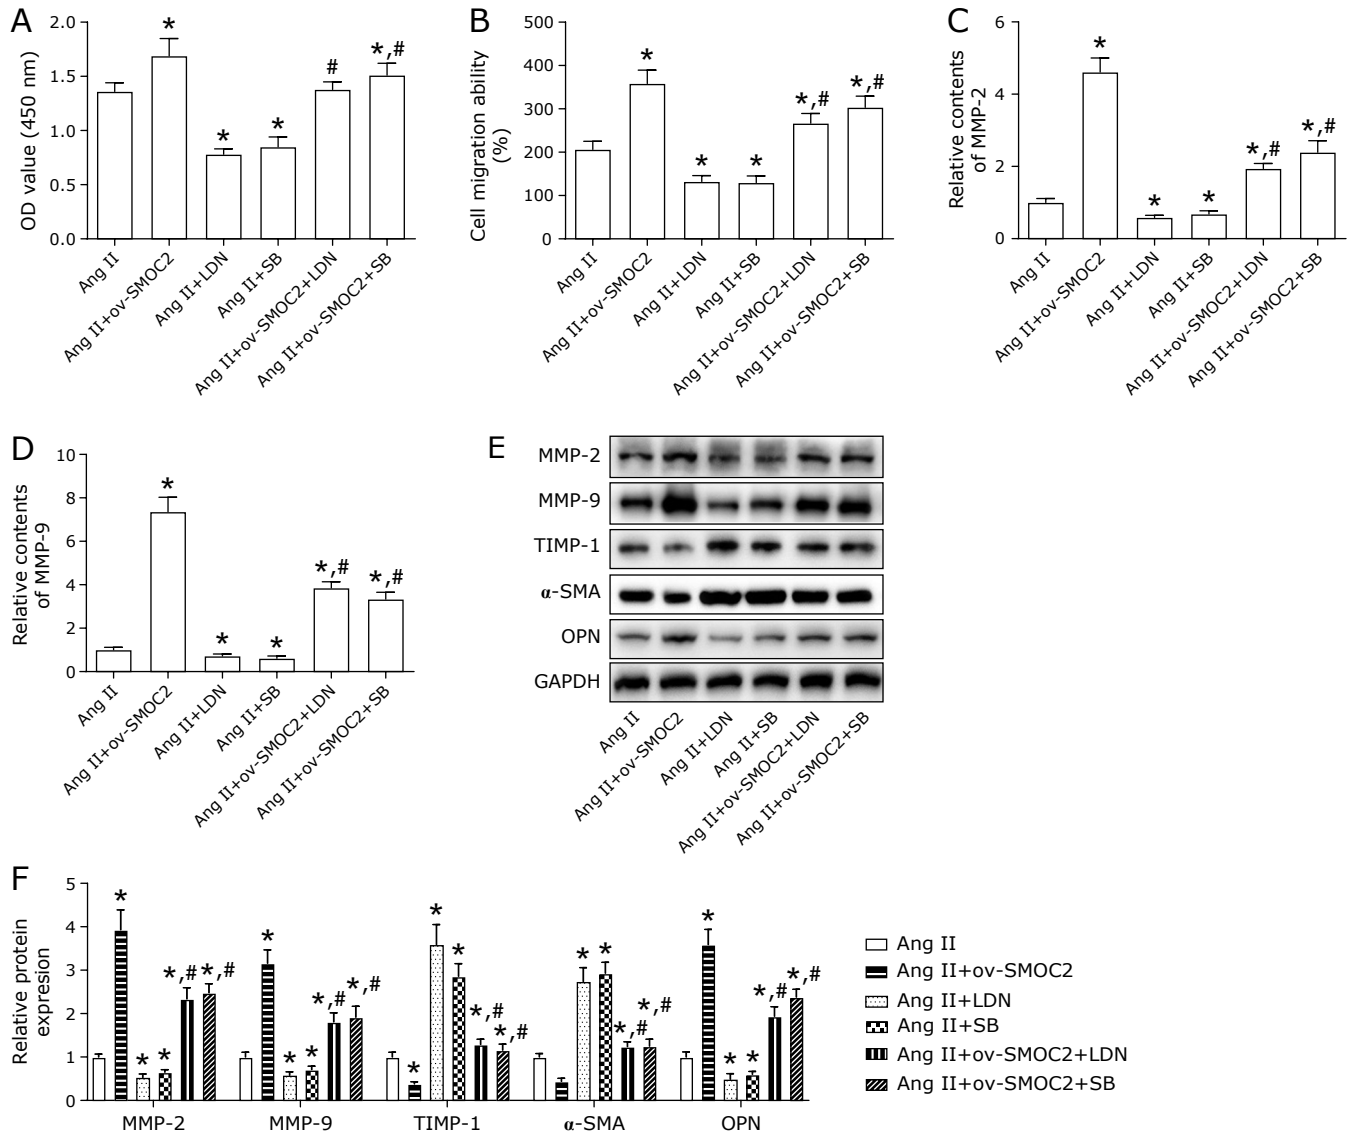 A
OD value (450 nm)
2.0
1.5
1.0
0.5
0.0
*
*
*
#
*,#
Ang II
Ang II+ov-SMOC2
Ang II+LDN
Ang II+SB
Ang II+ov-SMOC2+LDN
Ang II+ov-SMOC2+SB
B
Cell migration ability
(%)
500
400
300
200
100
0
*
*
*
*,#
*,#
Ang II
Ang II+ov-SMOC2
Ang II+LDN
Ang II+SB
Ang II+ov-SMOC2+LDN
Ang II+ov-SMOC2+SB
C
Relative contents
of MMP-2
6
4
2
0
*
*
*
*,#
*,#
Ang II
Ang II+ov-SMOC2
Ang II+LDN
Ang II+SB
Ang II+ov-SMOC2+LDN
Ang II+ov-SMOC2+SB
D
Relative contents
of MMP-9
10
8
6
4
2
0
*
*
*
*,#
*,#
Ang II
Ang II+ov-SMOC2
Ang II+LDN
Ang II+SB
Ang II+ov-SMOC2+LDN
Ang II+ov-SMOC2+SB
E
MMP-2
MMP-9
TIMP-1
α-SMA
OPN
GAPDH
Ang II
Ang II+ov-SMOC2
Ang II+LDN
Ang II+SB
Ang II+ov-SMOC2+LDN
Ang II+ov-SMOC2+SB
F
Relative protein
expresion
5
4
3
2
1
0
*
*
*
*,#
*,#
*
*
*
*,#
*,#
*
*
*
*,#
*,#
*
*
*,#
*,#
*
*
*
*,#
*,#
MMP-2
MMP-9
TIMP-1
α-SMA
OPN
Ang II
Ang II+ov-SMOC2
Ang II+LDN
Ang II+SB
Ang II+ov-SMOC2+LDN
Ang II+ov-SMOC2+SB